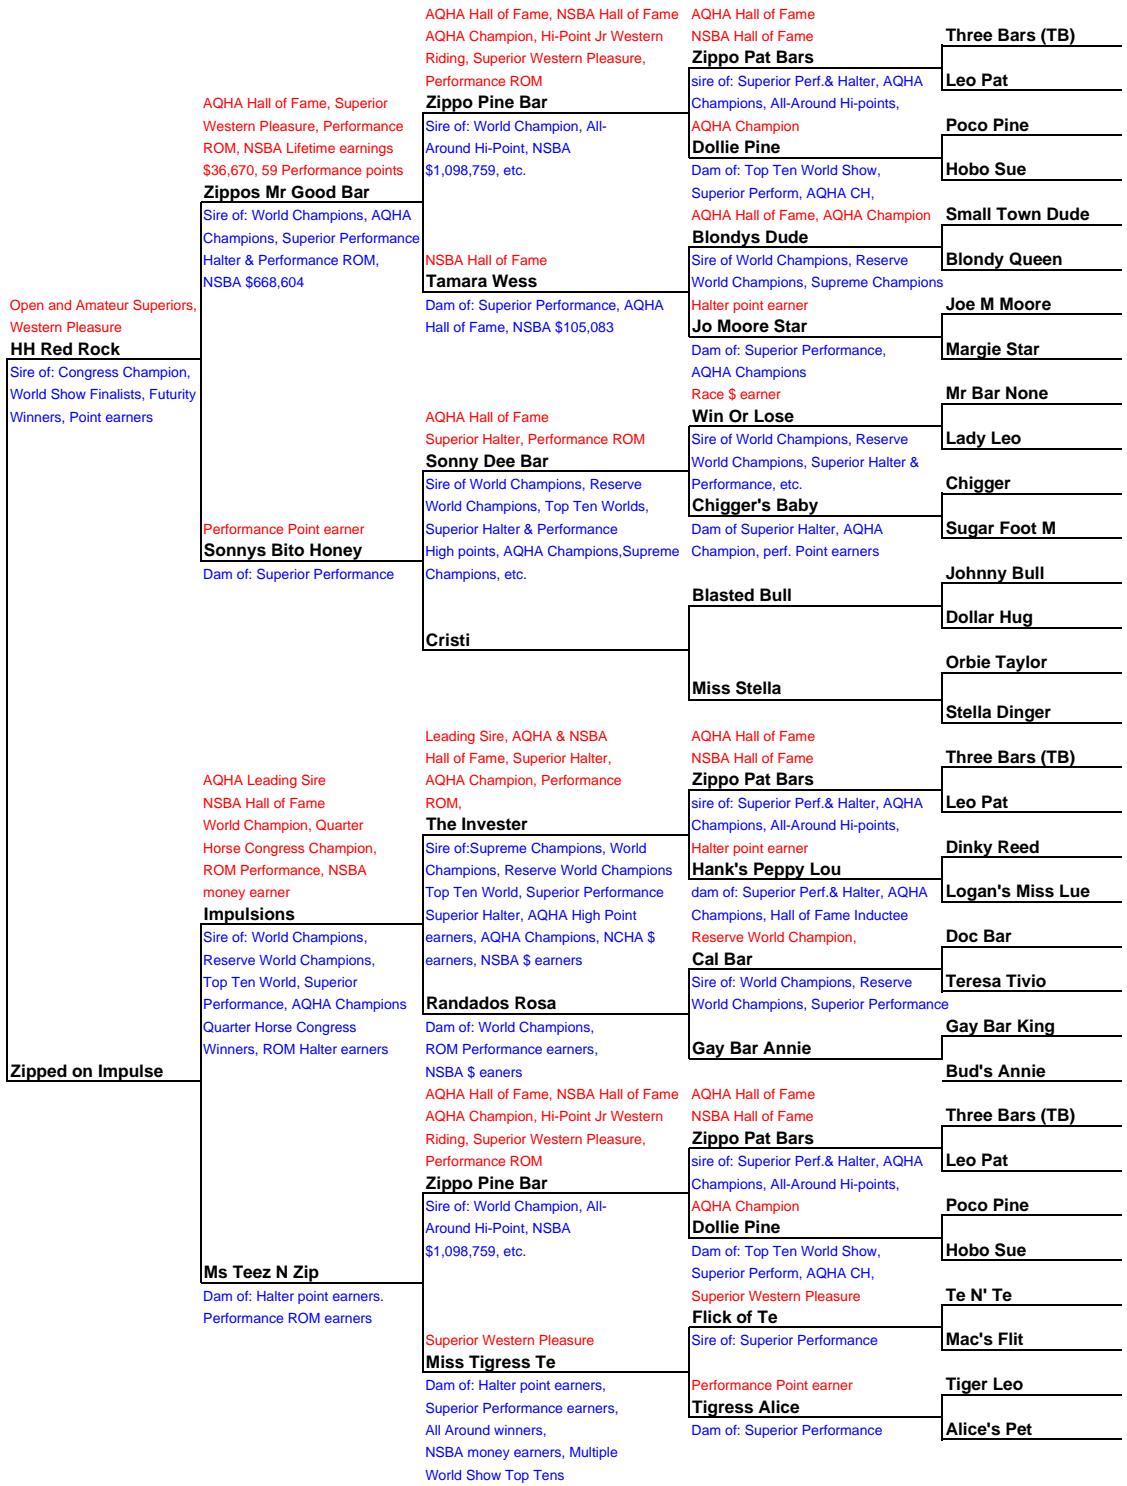 Open and Amateur Superiors,
Western Pleasure
HH Red Rock
Sire of: Congress Champion,
World Show Finalists, Futurity
Winners, Point earners
Zipped on Impulse
AQHA Hall of Fame, Superior
Western Pleasure, Performance
ROM, NSBA Lifetime earnings
$36,670, 59 Performance points
Zippos Mr Good Bar
Sire of: World Champions, AQHA
Champions, Superior Performance
Halter & Performance ROM,
NSBA $668,604
Performance Point earner
Sonnys Bito Honey
Dam of: Superior Performance
AQHA Leading Sire
NSBA Hall of Fame
World Champion, Quarter
Horse Congress Champion,
ROM Performance, NSBA
money earner
Impulsions
Sire of: World Champions,
Reserve World Champions,
Top Ten World, Superior
Performance, AQHA Champions
Quarter Horse Congress
Winners, ROM Halter earners
Ms Teez N Zip
Dam of: Halter point earners.
Performance ROM earners
AQHA Hall of Fame, NSBA Hall of Fame
AQHA Champion, Hi-Point Jr Western
Riding, Superior Western Pleasure,
Performance ROM
Zippo Pine Bar
Sire of: World Champion, All-
Around Hi-Point, NSBA
$1,098,759, etc.
NSBA Hall of Fame
Tamara Wess
Dam of: Superior Performance, AQHA
Hall of Fame, NSBA $105,083
AQHA Hall of Fame
Superior Halter, Performance ROM
Sonny Dee Bar
Sire of World Champions, Reserve
World Champions, Top Ten Worlds,
Superior Halter & Performance
High points, AQHA Champions,Supreme
Champions, etc.
Cristi
Leading Sire, AQHA & NSBA
Hall of Fame, Superior Halter,
AQHA Champion, Performance
ROM,
The Invester
Sire of:Supreme Champions, World
Champions, Reserve World Champions
Top Ten World, Superior Performance
Superior Halter, AQHA High Point
earners, AQHA Champions, NCHA $
earners, NSBA $ earners
Randados Rosa
Dam of: World Champions,
ROM Performance earners,
NSBA $ eaners
AQHA Hall of Fame, NSBA Hall of Fame
AQHA Champion, Hi-Point Jr Western
Riding, Superior Western Pleasure,
Performance ROM
Zippo Pine Bar
Sire of: World Champion, All-
Around Hi-Point, NSBA
$1,098,759, etc.
Superior Western Pleasure
Miss Tigress Te
Dam of: Halter point earners,
Superior Performance earners,
All Around winners,
NSBA money earners, Multiple
World Show Top Tens
AQHA Hall of Fame
NSBA Hall of Fame
Zippo Pat Bars
sire of: Superior Perf.& Halter, AQHA
Champions, All-Around Hi-points,
AQHA Champion
Dollie Pine
Dam of: Top Ten World Show,
Superior Perform, AQHA CH,
AQHA Hall of Fame, AQHA Champion
Blondys Dude
Sire of World Champions, Reserve
World Champions, Supreme Champions
Halter point earner
Jo Moore Star
Dam of: Superior Performance,
AQHA Champions
Race $ earner
Win Or Lose
Sire of World Champions, Reserve
World Champions, Superior Halter &
Performance, etc.
Chigger's Baby
Dam of Superior Halter, AQHA
Champion, perf. Point earners
Blasted Bull
Miss Stella
AQHA Hall of Fame
NSBA Hall of Fame
Zippo Pat Bars
sire of: Superior Perf.& Halter, AQHA
Champions, All-Around Hi-points,
Halter point earner
Hank's Peppy Lou
dam of: Superior Perf.& Halter, AQHA
Champions, Hall of Fame Inductee
Reserve World Champion,
Cal Bar
Sire of: World Champions, Reserve
World Champions, Superior Performance
Gay Bar Annie
AQHA Hall of Fame
NSBA Hall of Fame
Zippo Pat Bars
sire of: Superior Perf.& Halter, AQHA
Champions, All-Around Hi-points,
AQHA Champion
Dollie Pine
Dam of: Top Ten World Show,
Superior Perform, AQHA CH,
Superior Western Pleasure
Flick of Te
Sire of: Superior Performance
Performance Point earner
Tigress Alice
Dam of: Superior Performance
Three Bars (TB)
Leo Pat
Poco Pine
Hobo Sue
Small Town Dude
Blondy Queen
Joe M Moore
Margie Star
Mr Bar None
Lady Leo
Chigger
Sugar Foot M
Johnny Bull
Dollar Hug
Orbie Taylor
Stella Dinger
Three Bars (TB)
Leo Pat
Dinky Reed
Logan's Miss Lue
Doc Bar
Teresa Tivio
Gay Bar King
Bud's Annie
Three Bars (TB)
Leo Pat
Poco Pine
Hobo Sue
Te N' Te
Mac's Flit
Tiger Leo
Alice's Pet